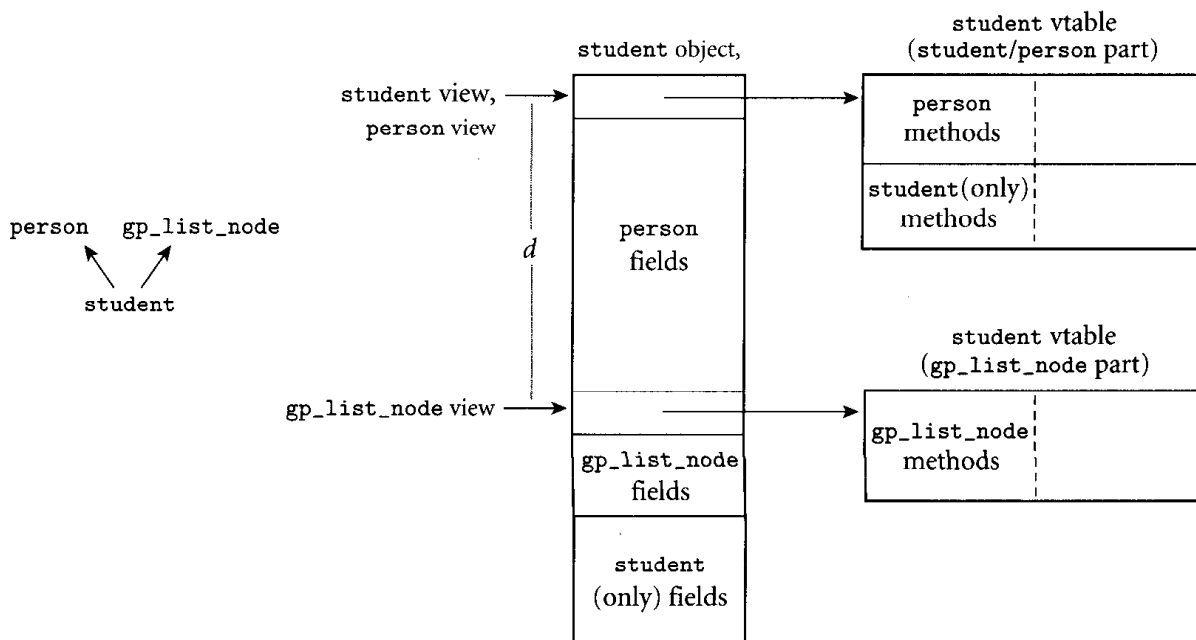 student vtable
(student/person part)
student object,
student view,
person view
person
methods
student(only)
methods
person gp_list_node
student
d
person
fields
student vtable
(gp_list_node part)
gp_list_node view
gp_list_node
methods
gp_list_node
fields
student
(only) fields